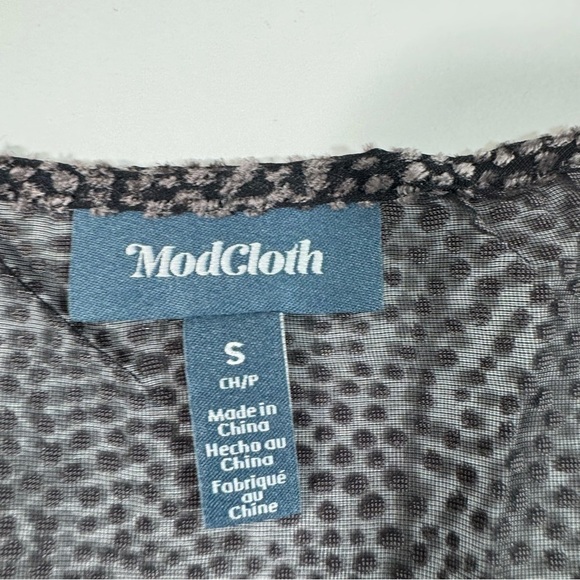 ModCloth
S
CH/P
Made in
China
Hecho au
China
Fabriqué
au
Chine